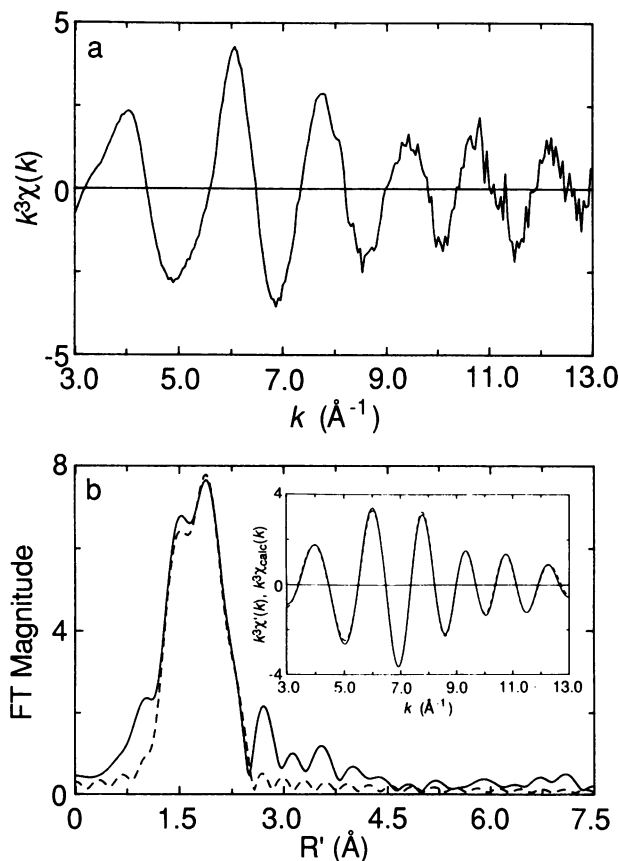 a
5
0
-5
k³χ(k)
3.0 5.0 7.0 9.0 11.0 13.0
k (Å⁻¹)
b
8
4
0
FT Magnitude
0 1.5 3.0 4.5 6.0 7.5
R' (Å)
4
0
-4
k³χ'(k), k³χcalc(k)
3.0 5.0 7.0 9.0 11.0 13.0
k (Å⁻¹)